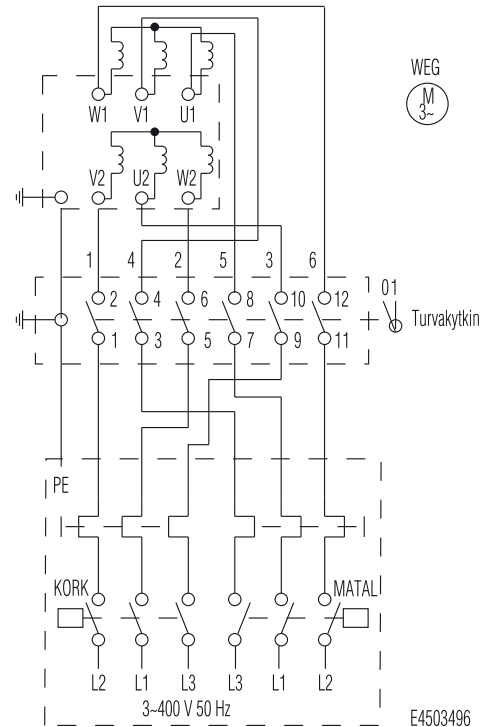 WEG
M
3~
W1 V1 U1
V2 U2 W2
1 4 2 5 3 6
01
2 4 6 8 10 12
Turvakytkin
1 3 5 7 9 11
PE
KORK MATAL
L2 L1 L3 L3 L1 L2
3~400 V 50 Hz
E4503496